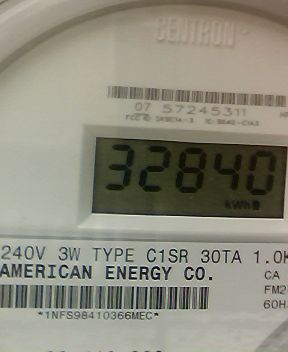 CENTRON
07 57245311
32840
kWh
240V 3W TYPE C1SR 30TA 1.0K
AMERICAN ENERGY CO.
CA
FM2
60H
*1NFS98410366MEC*